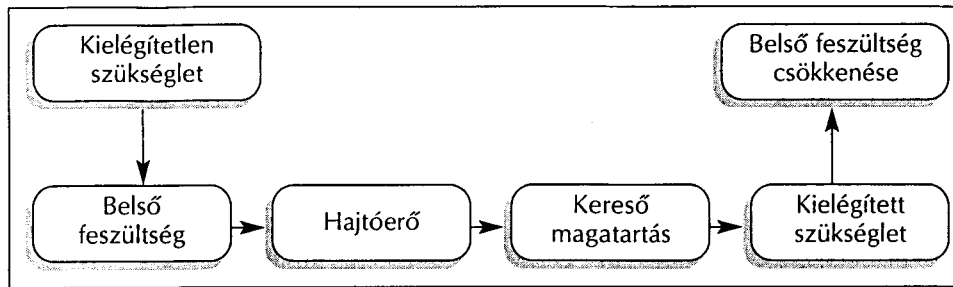 Kielégítetlen
szükséglet
Belső feszültség
csökkenése
Belső
feszültség
Hajtóerő
Kereső
magatartás
Kielégített
szükséglet